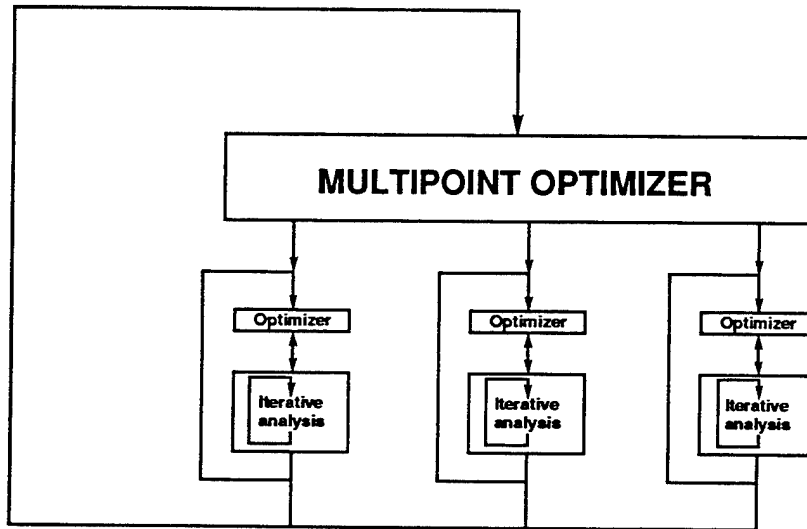 MULTIPOINT OPTIMIZER
Optimizer
Optimizer
Optimizer
Iterative
analysis
Iterative
analysis
Iterative
analysis